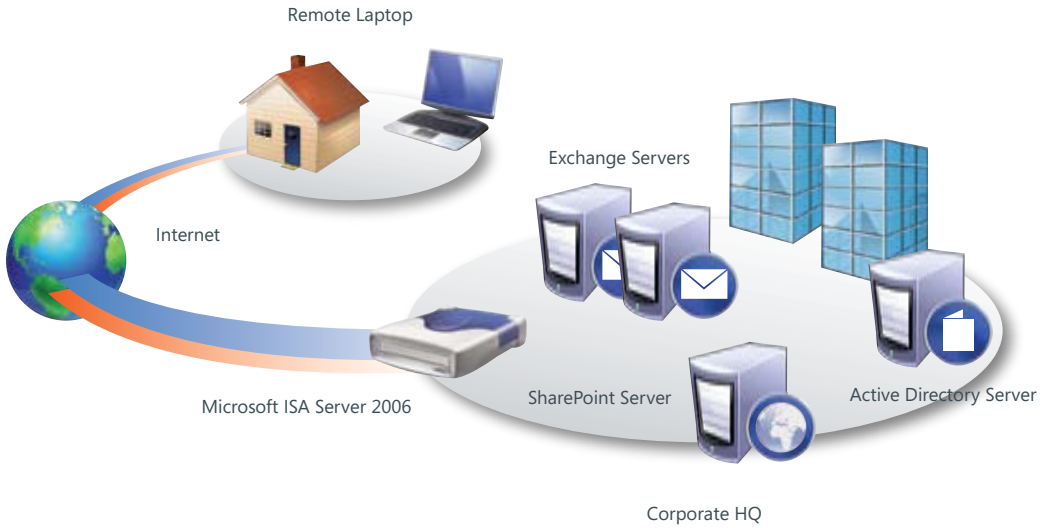 Remote Laptop
Exchange Servers
Internet
SharePoint Server
Active Directory Server
Microsoft ISA Server 2006
Corporate HQ